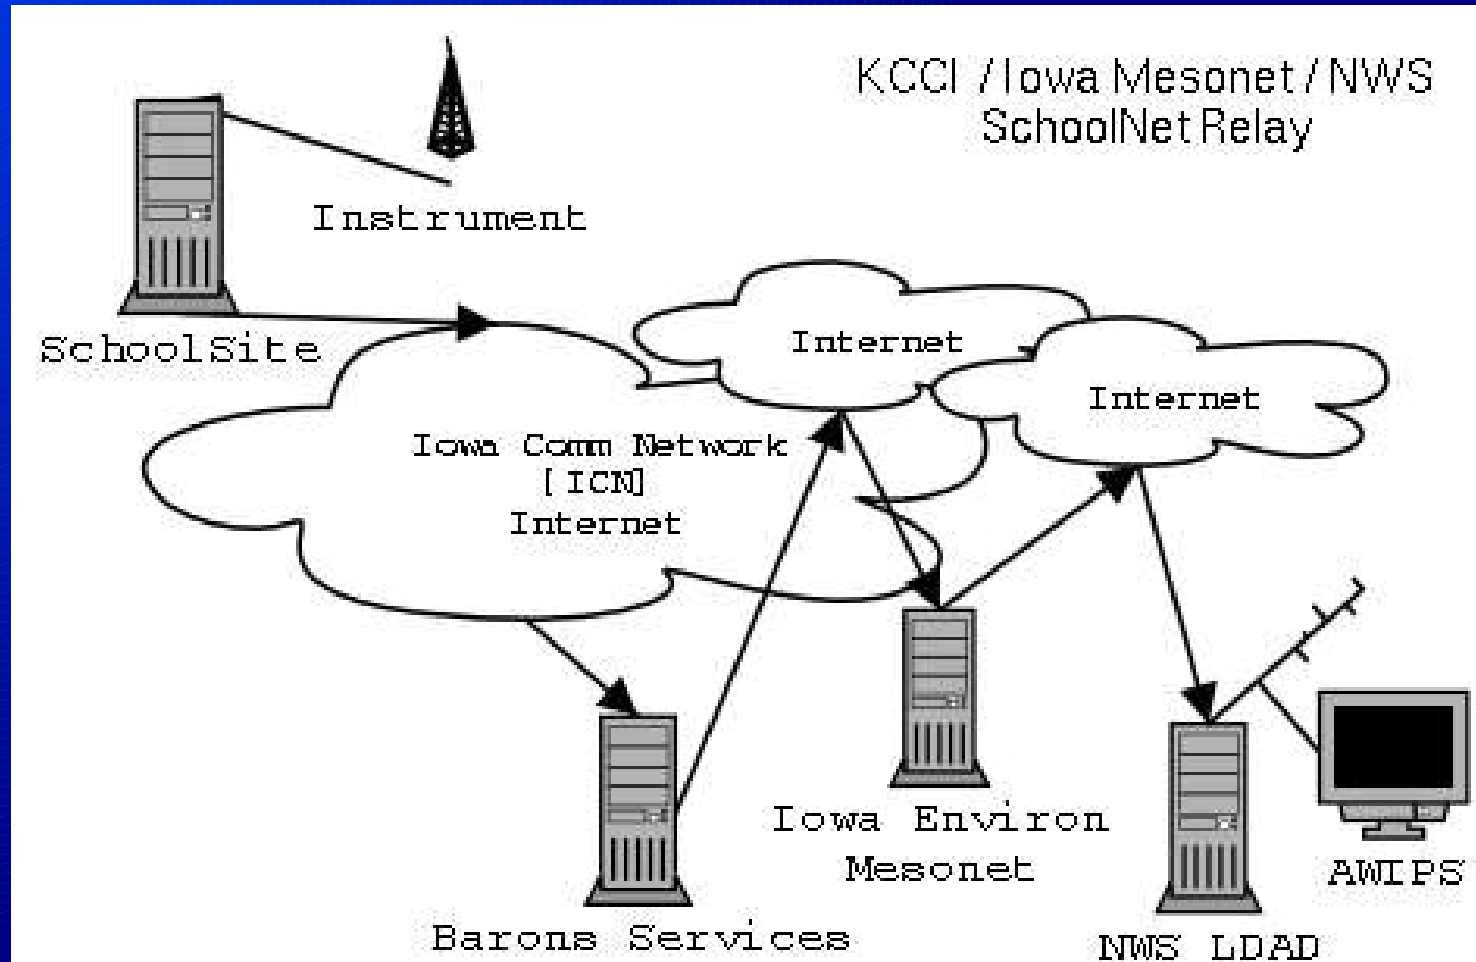 KCCI / Iowa Mesonet / NWS
SchoolNet Relay
Instrument
SchoolSite
Internet
Internet
Iowa Comm Network
[ICN]
Internet
Iowa Environ
Mesonet
AWIPS
Barons Services
NWS LDAD